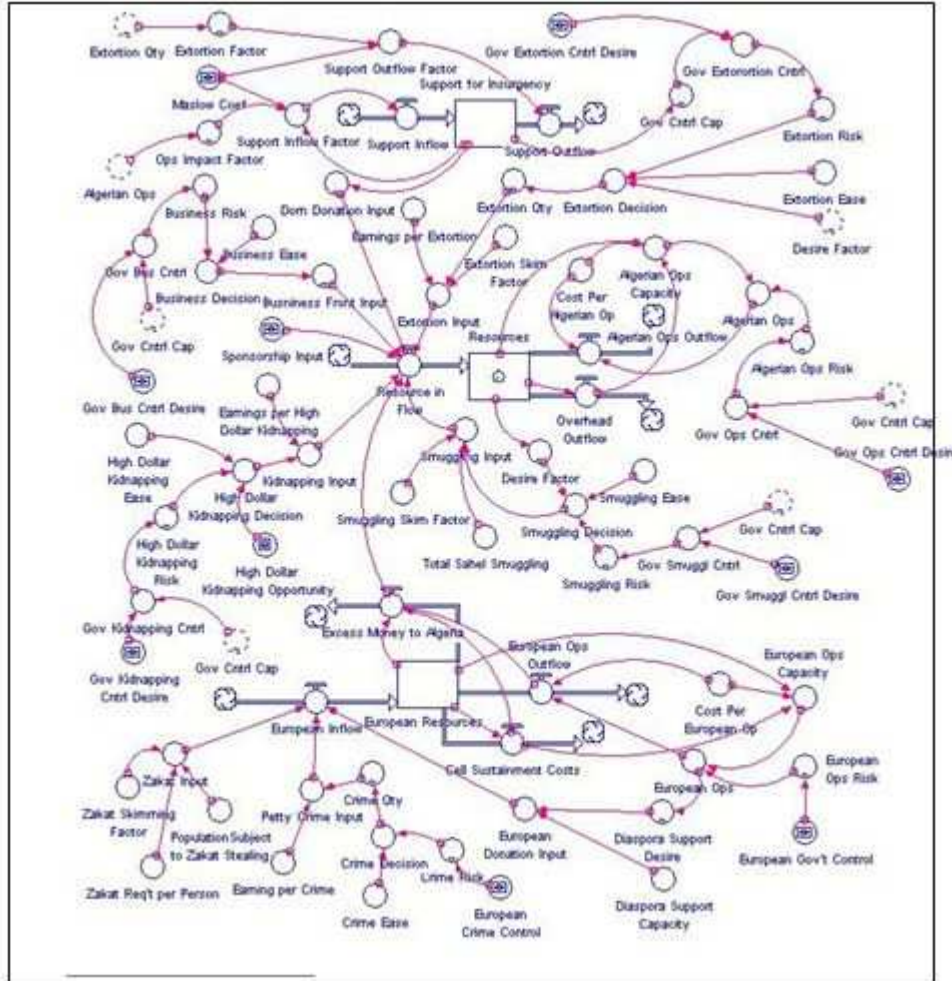 Extortion Qty
Extortion Factor
Gov Extortion Cntrl Desire
Support Outflow Factor
Gov Extorortion Cntrl
Support for Insurgency
Maslow Coef
Support Inflow Factor
Support Inflow
Support Outflow
Gov Cntrl Cap
Extortion Risk
Ops Impact Factor
Algerian Ops
Business Risk
Dom Donation Input
Extortion Qty
Extortion Decision
Extortion Ease
Earnings per Extortion
Desire Factor
Business Ease
Extortion Skim
Factor
Gov Bus Cntrl
Business Decision
Busniness Front Input
Cost Per
Algerian Op
Algerian Ops
Capacity
Extortion Input
Algerian Ops
Gov Cntrl Cap
Sponsorship Input
Resources
Algerian Ops Outflow
Algerian Ops Risk
Resource in
Flow
Gov Bus Cntrl Desire
Earnings per High
Dollar Kidnapping
Overhead
Outflow
Gov Ops Cntrl
Gov Cntrl Cap
Gov Ops Cntrl Desire
High Dollar
Kidnapping
Ease
High Dollar
Kidnapping Decision
Kidnapping Input
Smuggling Input
Desire Factor
Smuggling Ease
Smuggling Skim Factor
Smuggling Decision
Gov Cntrl Cap
High Dollar
Kidnapping
Risk
High Dollar
Kidnapping Opportunity
Total Sahel Smuggling
Smuggling Risk
Gov Smuggl Cntrl
Gov Smuggl Cntrl Desire
Gov Kidnapping Cntrl
Excess Money to Algeria
Gov Cntrl Cap
European Ops
Outflow
European Ops
Capacity
Gov Kidnapping
Cntrl Desire
European Inflow
European Resources
Cost Per
European Op
Cell Sustainment Costs
Zakat Input
European Ops
European
Ops Risk
Zakat Skimming
Factor
Population Subject
to Zakat Stealing
Petty Crime Input
Crime Qty
European
Donation Input
Diaspora Support
Desire
European Gov't Control
Crime Decision
Crime Risk
Zakat Req't per Person
Earning per Crime
Crime Ease
European
Crime Control
Diaspora Support
Capacity